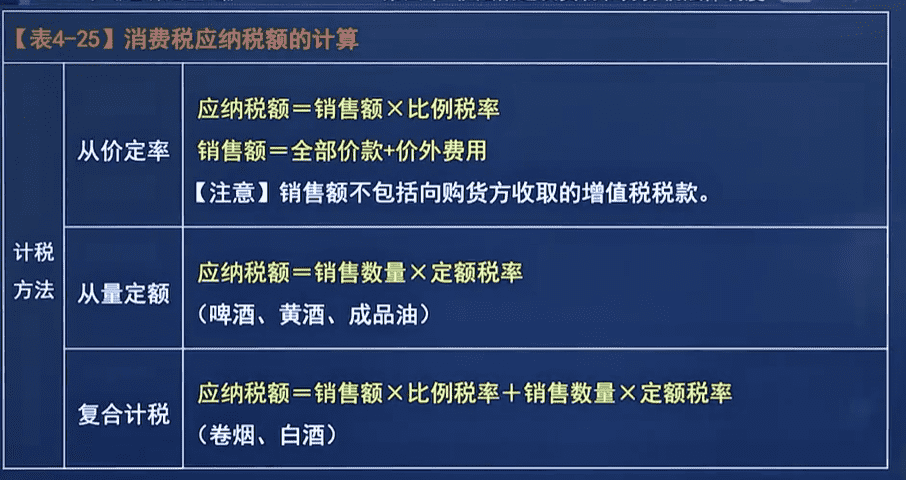 【表4-25】消费税应纳税额的计算
计税
方法
从价定率
应纳税额＝销售额×比例税率
销售额＝全部价款+价外费用
【注意】销售额不包括向购货方收取的增值税税款。
从量定额
应纳税额＝销售数量×定额税率
（啤酒、黄酒、成品油）
复合计税
应纳税额＝销售额×比例税率＋销售数量×定额税率
（卷烟、白酒）